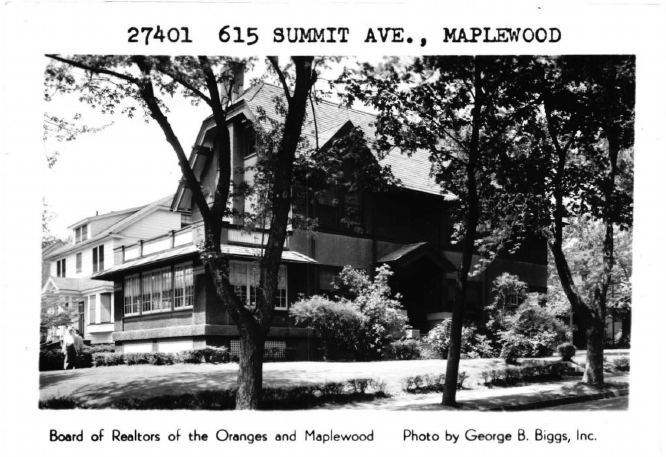 27401 615 SUMMIT AVE., MAPLEWOOD
Board of Realtors of the Oranges and Maplewood Photo by George B. Biggs, Inc.